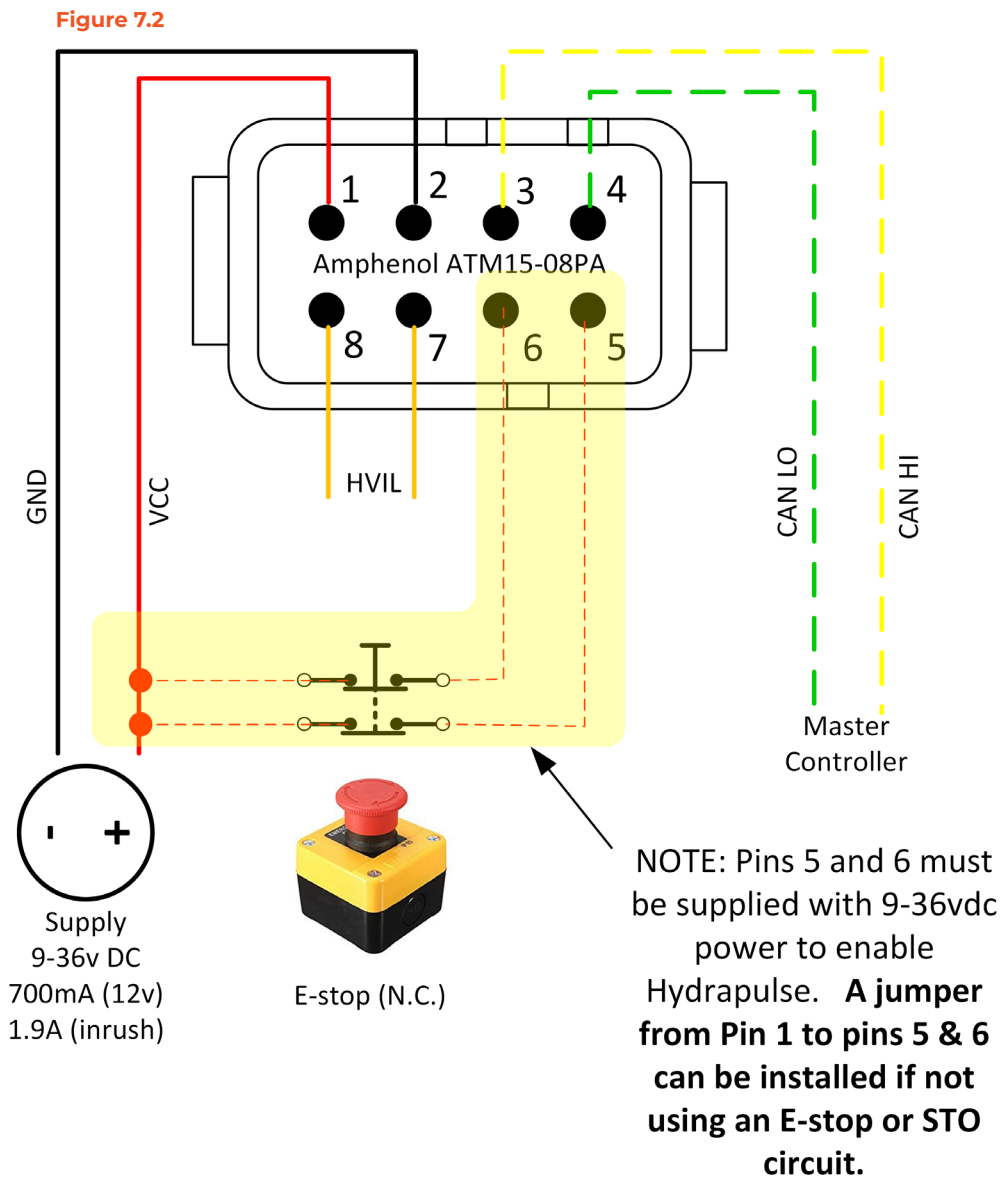 Figure 7.2
1
2
3
4
Amphenol ATM15-08PA
8
7
6
5
HVIL
GND
VCC
CAN LO
CAN HI
Master
Controller
- +
Supply
9-36v DC
700mA (12v)
1.9A (inrush)
E-stop (N.C.)
NOTE: Pins 5 and 6 must
be supplied with 9-36vdc
power to enable
Hydrapulse. A jumper
from Pin 1 to pins 5 & 6
can be installed if not
using an E-stop or STO
circuit.